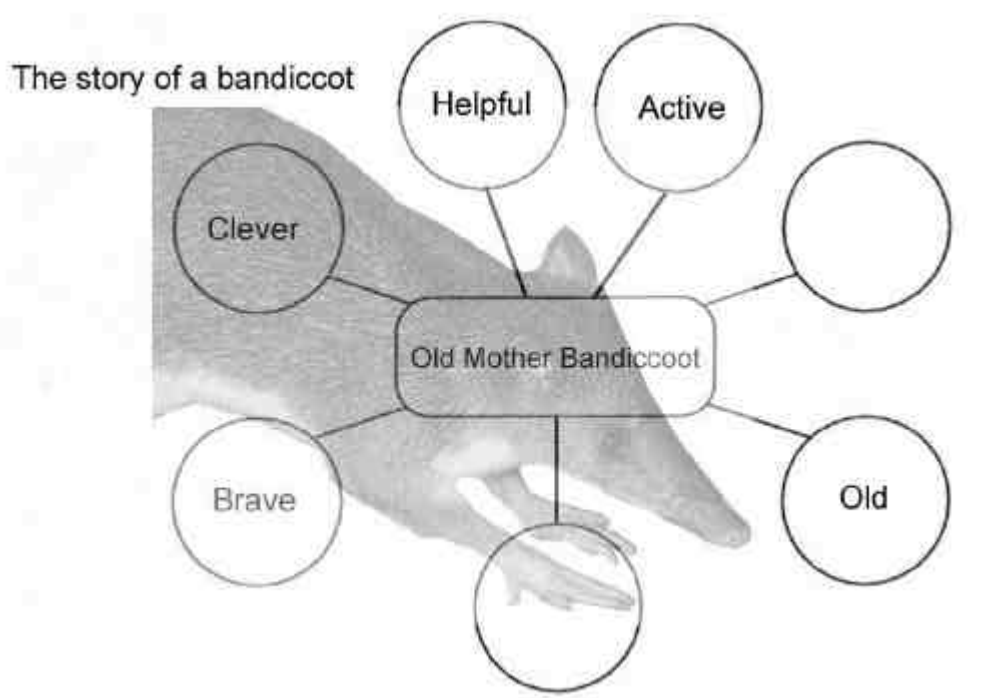 The story of a bandiccot
Helpful
Active
Clever
Old Mother Bandiccoot
Brave
Old